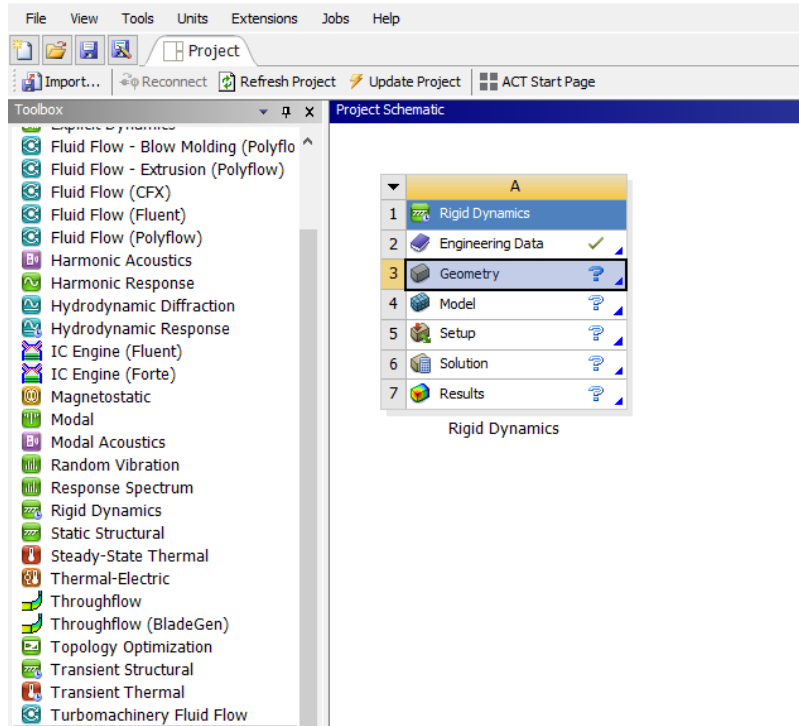 File View Tools Units Extensions Jobs Help
Project
Import... Reconnect Refresh Project Update Project ACT Start Page
Toolbox
Project Schematic
Explicit Dynamics
Fluid Flow - Blow Molding (Polyflo
Fluid Flow - Extrusion (Polyflow)
Fluid Flow (CFX)
Fluid Flow (Fluent)
Fluid Flow (Polyflow)
Harmonic Acoustics
Harmonic Response
Hydrodynamic Diffraction
Hydrodynamic Response
IC Engine (Fluent)
IC Engine (Forte)
Magnetostatic
Modal
Modal Acoustics
Random Vibration
Response Spectrum
Rigid Dynamics
Static Structural
Steady-State Thermal
Thermal-Electric
Throughflow
Throughflow (BladeGen)
Topology Optimization
Transient Structural
Transient Thermal
Turbomachinery Fluid Flow
A
1 Rigid Dynamics
2 Engineering Data
3 Geometry ?
4 Model ?
5 Setup ?
6 Solution ?
7 Results ?
Rigid Dynamics